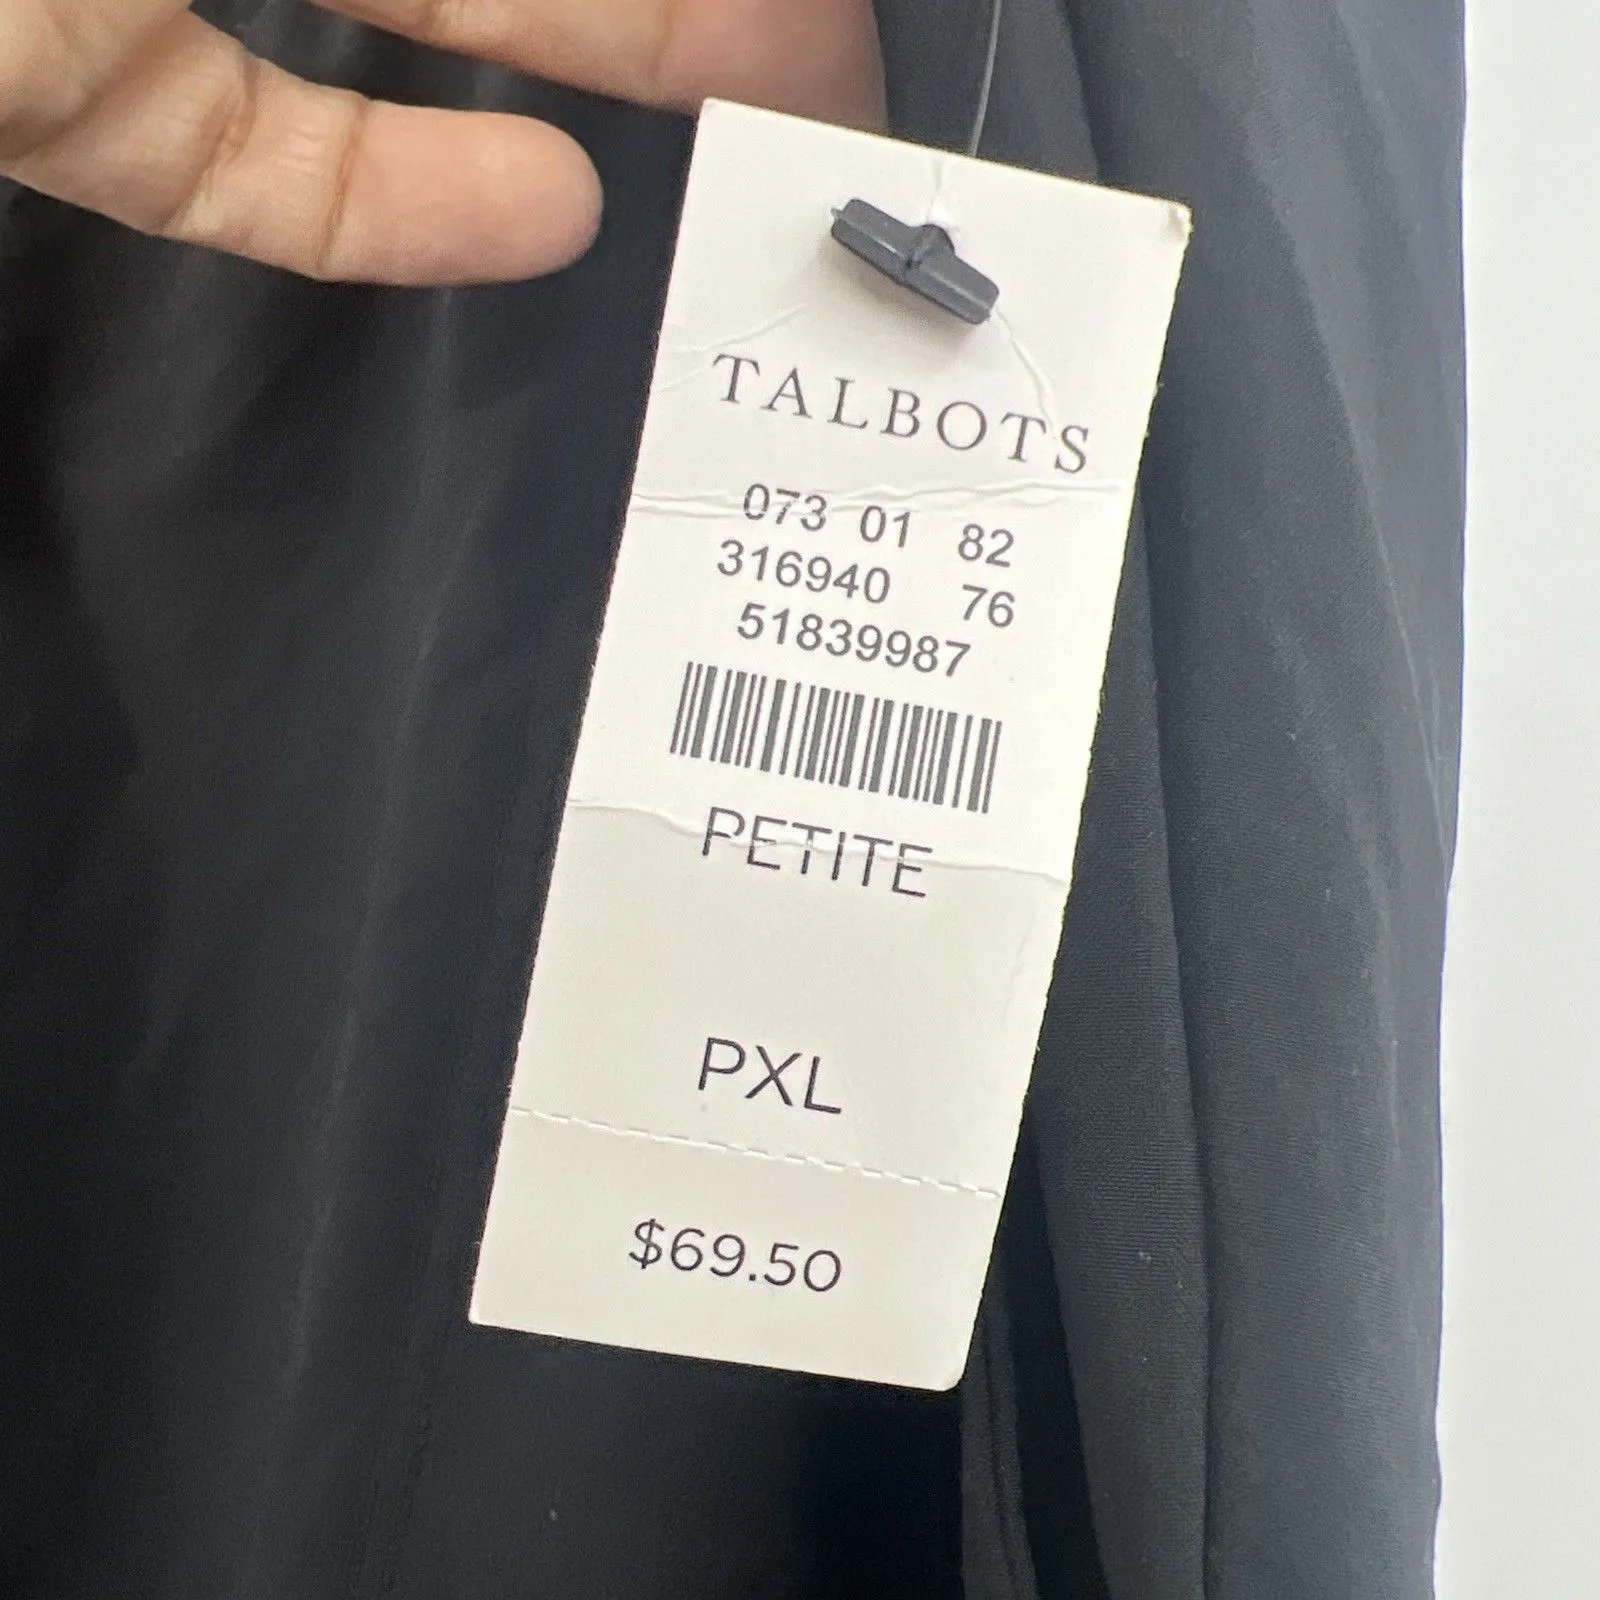 TALBOTS
073 01 82
316940 76
51839987
PETITE
PXL
$69.50